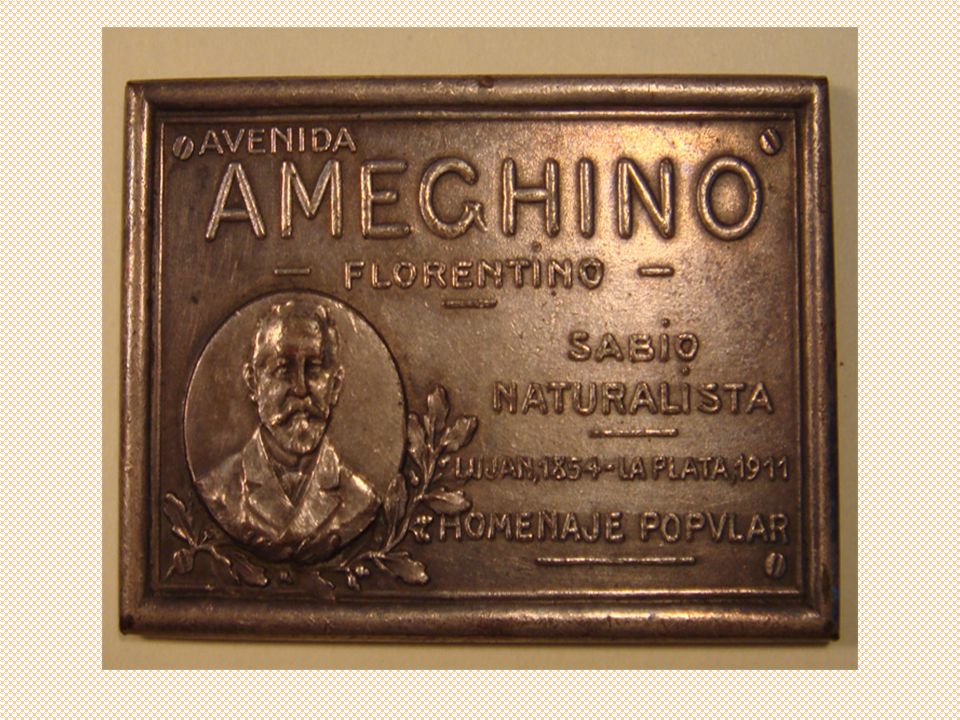 AVENIDA
AMEGHINO
— FLORENTINO —
SABIO
NATURALISTA
LUJAN, 1854-LA PLATA, 1911
HOMENAJE POPVLAR